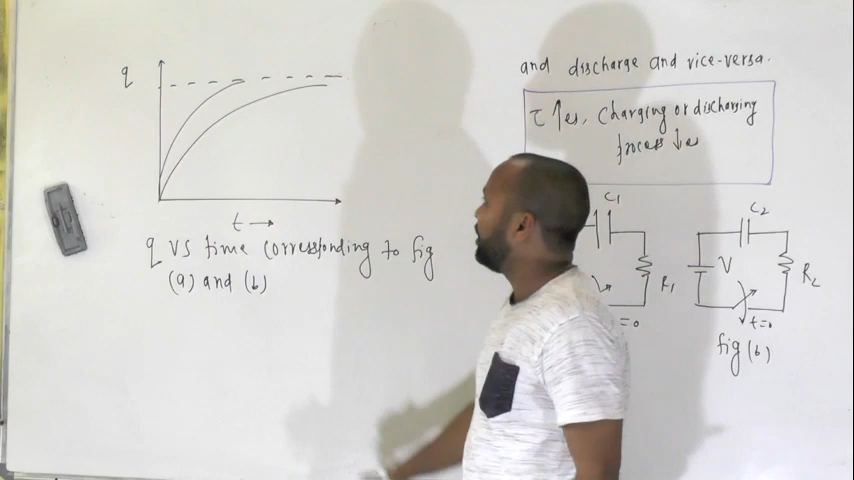 and discharge and vice-versa.
τ ↑es, charging or discharging
process ↓es
q
t →
q vs time corresponding to fig
(a) and (b)
C1
R1
=0
C2
V
R2
t=0
fig (b)